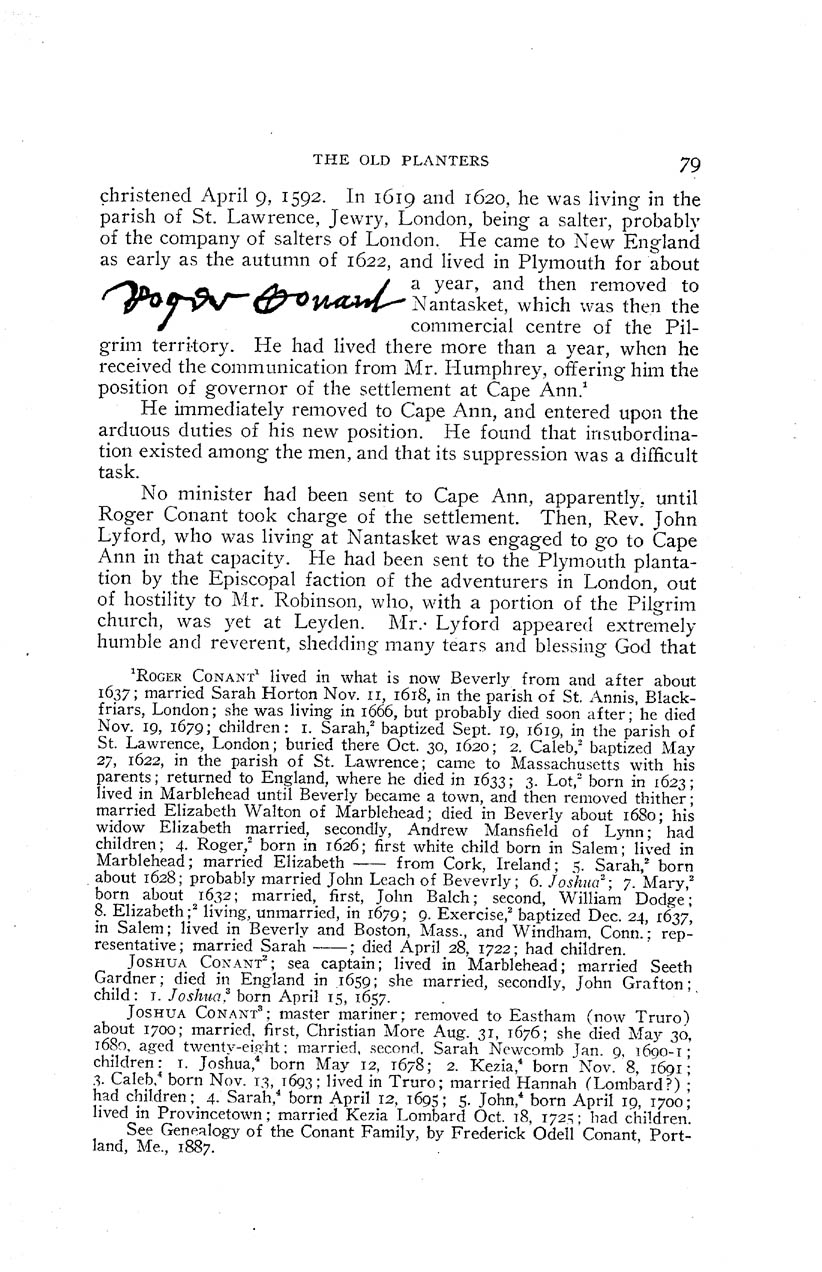 THE OLD PLANTERS 79
christened April 9, 1592. In 1619 and 1620, he was living in the
parish of St. Lawrence, Jewry, London, being a salter, probably
of the company of salters of London. He came to New England
as early as the autumn of 1622, and lived in Plymouth for about
a year, and then removed to
Roger Conant Nantasket, which was then the
commercial centre of the Pil-
grim territory. He had lived there more than a year, when he
received the communication from Mr. Humphrey, offering him the
position of governor of the settlement at Cape Ann.¹
He immediately removed to Cape Ann, and entered upon the
arduous duties of his new position. He found that insubordina-
tion existed among the men, and that its suppression was a difficult
task.
No minister had been sent to Cape Ann, apparently, until
Roger Conant took charge of the settlement. Then, Rev. John
Lyford, who was living at Nantasket was engaged to go to Cape
Ann in that capacity. He had been sent to the Plymouth planta-
tion by the Episcopal faction of the adventurers in London, out
of hostility to Mr. Robinson, who, with a portion of the Pilgrim
church, was yet at Leyden. Mr. Lyford appeared extremely
humble and reverent, shedding many tears and blessing God that
¹ROGER CONANT¹ lived in what is now Beverly from and after about
1637; married Sarah Horton Nov. 11, 1618, in the parish of St. Annis, Black-
friars, London; she was living in 1666, but probably died soon after; he died
Nov. 19, 1679; children: 1. Sarah,² baptized Sept. 19, 1619, in the parish of
St. Lawrence, London; buried there Oct. 30, 1620; 2. Caleb,² baptized May
27, 1622, in the parish of St. Lawrence; came to Massachusetts with his
parents; returned to England, where he died in 1633; 3. Lot,² born in 1623;
lived in Marblehead until Beverly became a town, and then removed thither;
married Elizabeth Walton of Marblehead; died in Beverly about 1680; his
widow Elizabeth married, secondly, Andrew Mansfield of Lynn; had
children; 4. Roger,² born in 1626; first white child born in Salem; lived in
Marblehead; married Elizabeth —— from Cork, Ireland; 5. Sarah,² born
about 1628; probably married John Leach of Bevevrly; 6. Joshua²; 7. Mary,²
born about 1632; married, first, John Balch; second, William Dodge;
8. Elizabeth;² living, unmarried, in 1679; 9. Exercise,² baptized Dec. 24, 1637,
in Salem; lived in Beverly and Boston, Mass., and Windham, Conn.; rep-
resentative; married Sarah ——; died April 28, 1722; had children.
JOSHUA CONANT²; sea captain; lived in Marblehead; married Seeth
Gardner; died in England in 1659; she married, secondly, John Grafton;
child: 1. Joshua,³ born April 15, 1657.
JOSHUA CONANT³; master mariner; removed to Eastham (now Truro)
about 1700; married, first, Christian More Aug. 31, 1676; she died May 30,
1680, aged twenty-eight; married, second, Sarah Newcomb Jan. 9, 1690-1;
children: 1. Joshua,⁴ born May 12, 1678; 2. Kezia,⁴ born Nov. 8, 1691;
3. Caleb,⁴ born Nov. 13, 1693; lived in Truro; married Hannah (Lombard?);
had children; 4. Sarah,⁴ born April 12, 1695; 5. John,⁴ born April 19, 1700;
lived in Provincetown; married Kezia Lombard Oct. 18, 1725; had children.
See Genealogy of the Conant Family, by Frederick Odell Conant, Port-
land, Me., 1887.